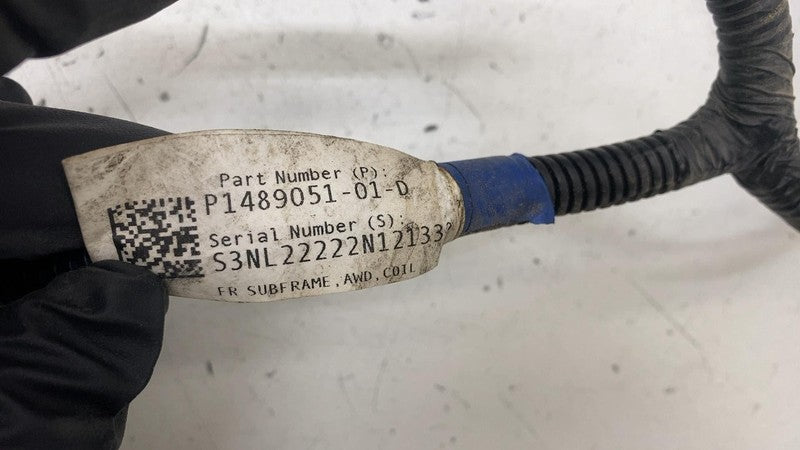 Part Number (P):
P1489051-01-D
Serial Number (S):
S3NL22222N12133
FR SUBFRAME,AWD,COIL